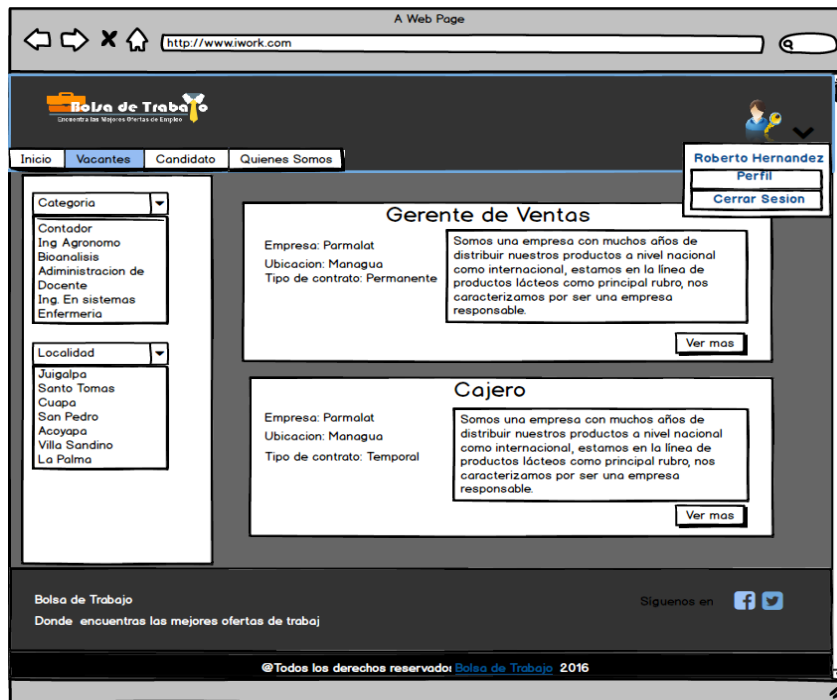 A Web Page
http://www.iwork.com
Bolsa de Trabajo
Encuentra las Mejores Ofertas de Empleo
Inicio Vacantes Candidato Quienes Somos
Roberto Hernandez
Perfil
Cerrar Sesion
Categoria
Contador
Ing Agronomo
Bioanalisis
Adiministracion de
Docente
Ing. En sistemas
Enfermeria
Localidad
Juigalpa
Santo Tomas
Cuapa
San Pedro
Acoyapa
Villa Sandino
La Palma
Gerente de Ventas
Empresa: Parmalat
Ubicacion: Managua
Tipo de contrato: Permanente
Somos una empresa con muchos años de
distribuir nuestros productos a nivel nacional
como internacional, estamos en la línea de
productos lácteos como principal rubro, nos
caracterizamos por ser una empresa
responsable.
Ver mas
Cajero
Empresa: Parmalat
Ubicacion: Managua
Tipo de contrato: Temporal
Somos una empresa con muchos años de
distribuir nuestros productos a nivel nacional
como internacional, estamos en la línea de
productos lácteos como principal rubro, nos
caracterizamos por ser una empresa
responsable.
Ver mas
Bolsa de Trabajo
Donde encuentras las mejores ofertas de trabaj
Siguenos en
@Todos los derechos reservado: Bolsa de Trabajo 2016